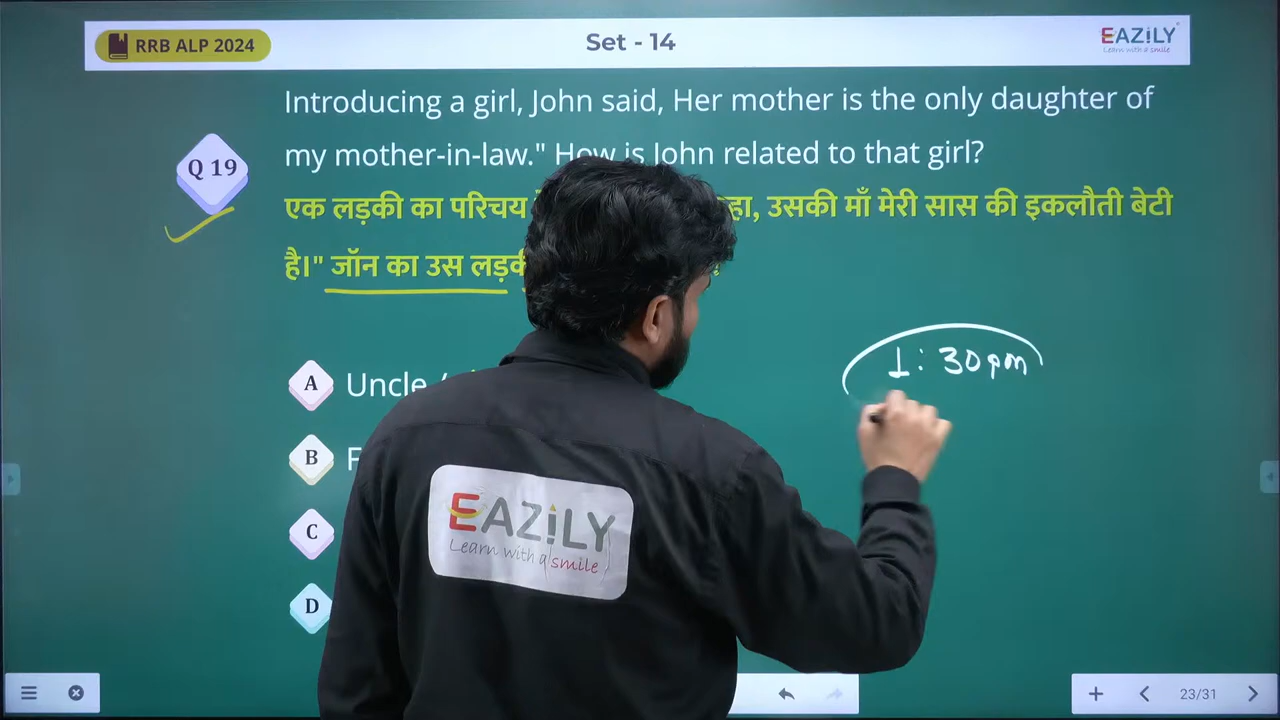 RRB ALP 2024
Set - 14
EAZiLY
Learn with a smile
Introducing a girl, John said, Her mother is the only daughter of
Q 19
my mother-in-law." How is John related to that girl?
एक लड़की का परिचय हा, उसकी माँ मेरी सास की इकलौती बेटी
है।" जॉन का उस लड़की
1:30pm
A Uncle /
B F
C
D
EAZiLY
Learn with a smile
23/31